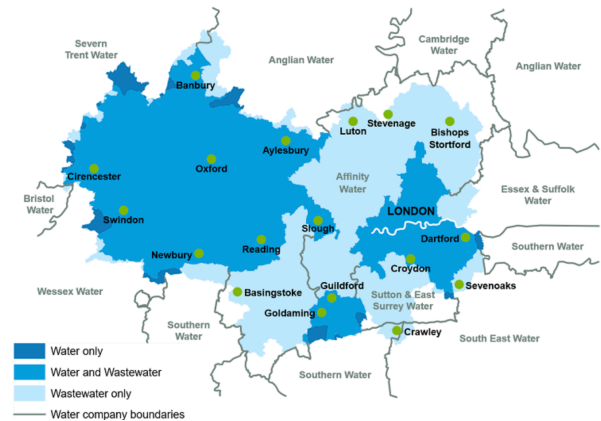 Severn
Trent Water
Anglian Water
Cambridge
Water
Anglian Water
Banbury
Luton
Stevenage
Bishops
Stortford
Aylesbury
Oxford
Cirencester
Affinity
Water
Bristol
Water
Essex & Suffolk
Water
LONDON
Swindon
Slough
Dartford
Reading
Newbury
Southern Water
Croydon
Wessex Water
Basingstoke
Guildford
Sevenoaks
Sutton & East
Surrey Water
Goldaming
Southern
Water
Crawley
South East Water
Southern Water
Water only
Water and Wastewater
Wastewater only
Water company boundaries